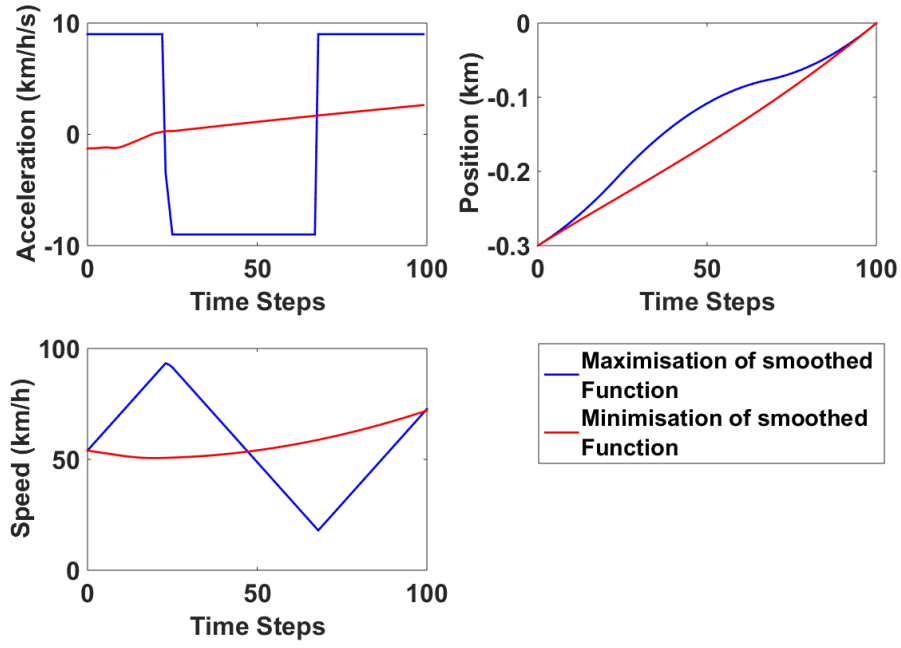 Acceleration (km/h/s)
10
0
-10
0
50
100
Time Steps
Position (km)
0
-0.1
-0.2
-0.3
0
50
100
Time Steps
Speed (km/h)
100
50
0
0
50
100
Time Steps
Maximisation of smoothed
Function
Minimisation of smoothed
Function